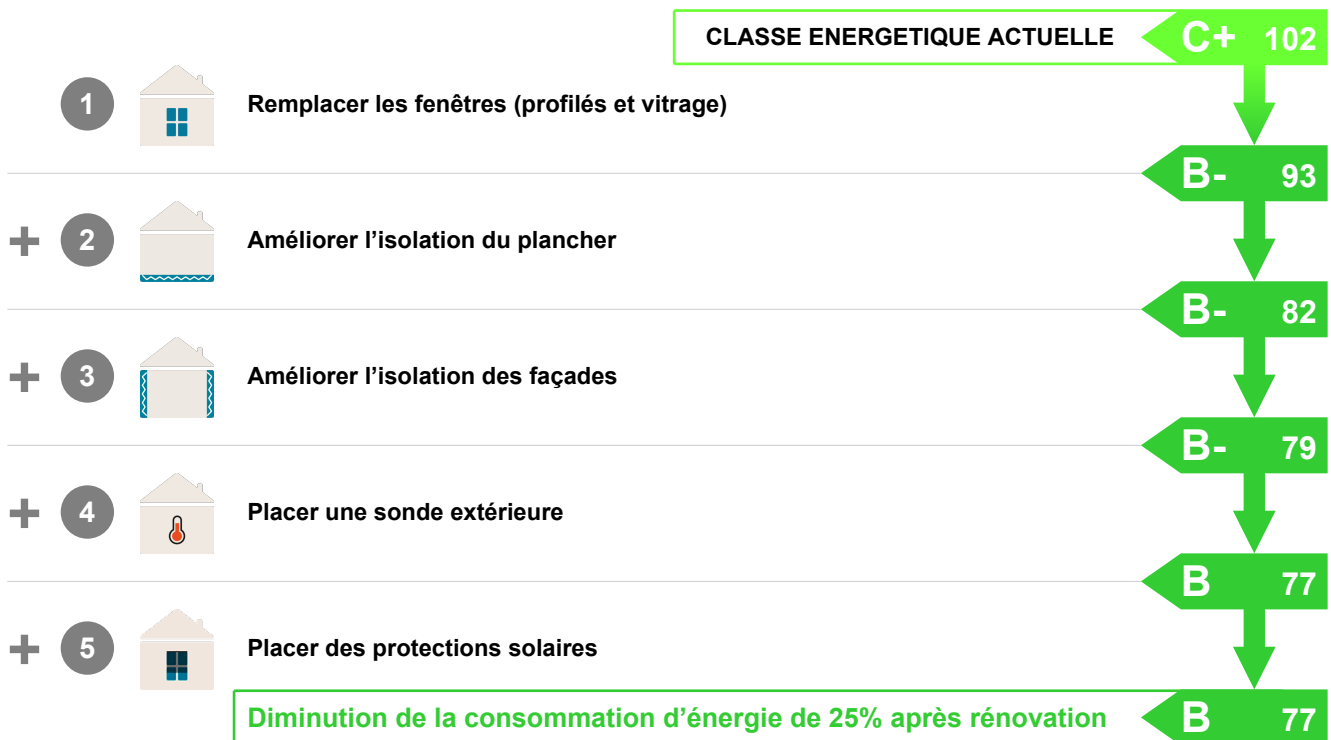 CLASSE ENERGETIQUE ACTUELLE C+ 102
1 Remplacer les fenêtres (profilés et vitrage)
B- 93
+ 2 Améliorer l’isolation du plancher
B- 82
+ 3 Améliorer l’isolation des façades
B- 79
+ 4 Placer une sonde extérieure
B 77
+ 5 Placer des protections solaires
Diminution de la consommation d’énergie de 25% après rénovation B 77